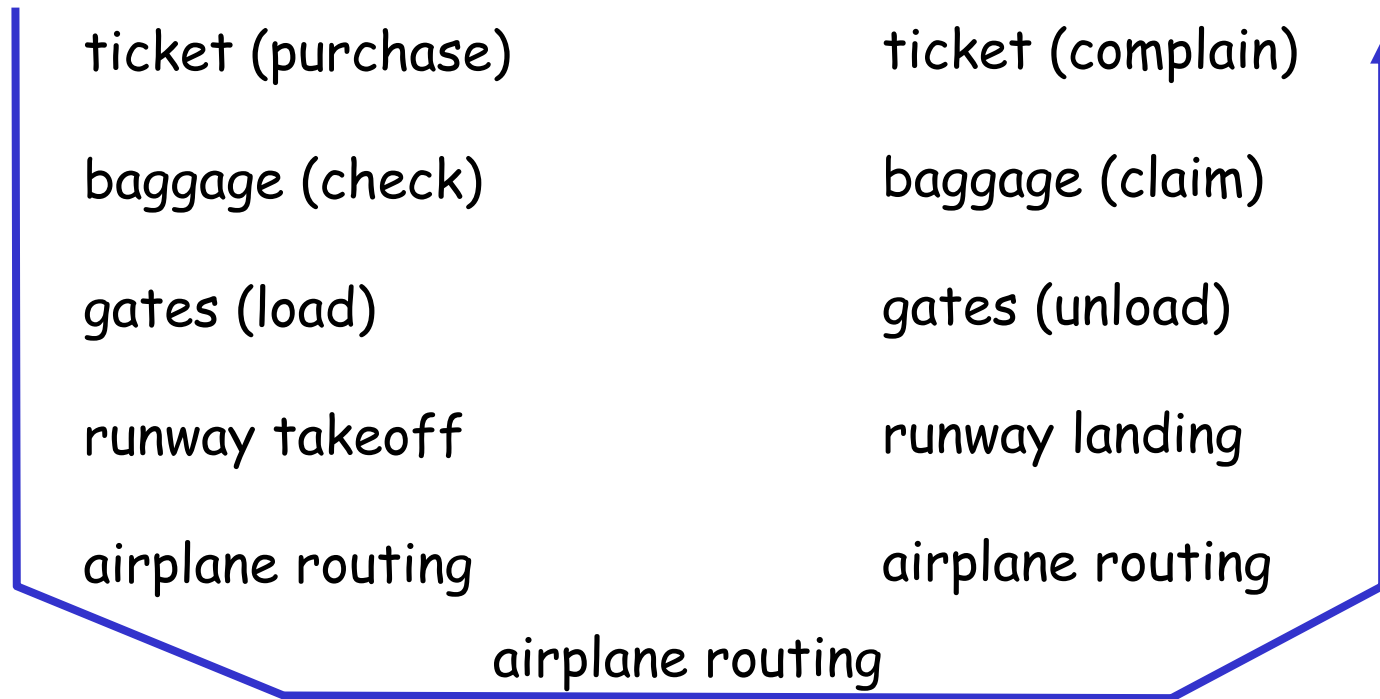 ticket (purchase)
baggage (check)
gates (load)
runway takeoff
airplane routing
ticket (complain)
baggage (claim)
gates (unload)
runway landing
airplane routing
airplane routing